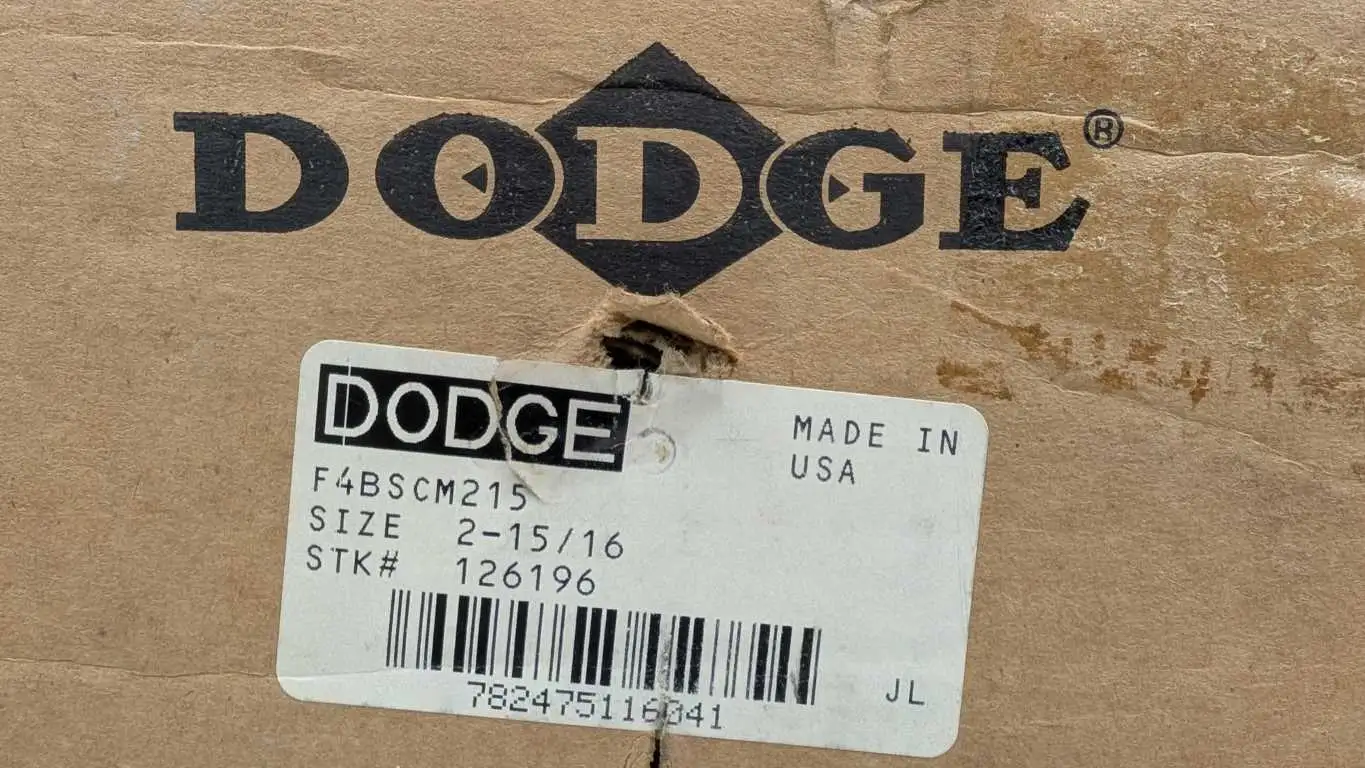 DODGE®
DODGE
MADE IN
USA
F4BSCM215
SIZE 2-15/16
STK# 126196
782475116041
JL